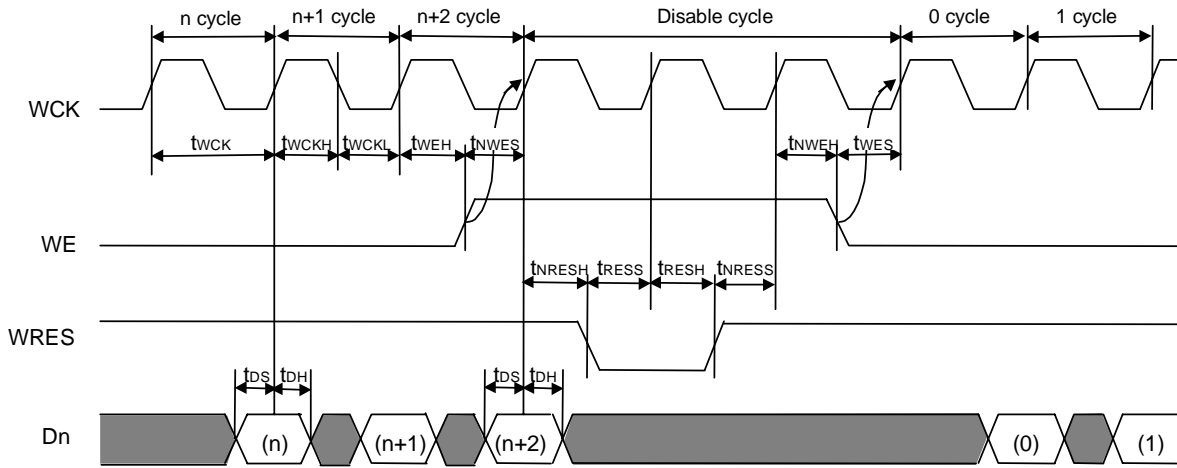 n cycle n+1 cycle n+2 cycle Disable cycle 0 cycle 1 cycle
WCK
tWCK tWCKH tWCKL tWEH tNWES tNWEH tWES
WE
tNRESH tRESS tRESH tNRESS
WRES
tDS tDH tDS tDH
Dn (n) (n+1) (n+2) (0) (1)